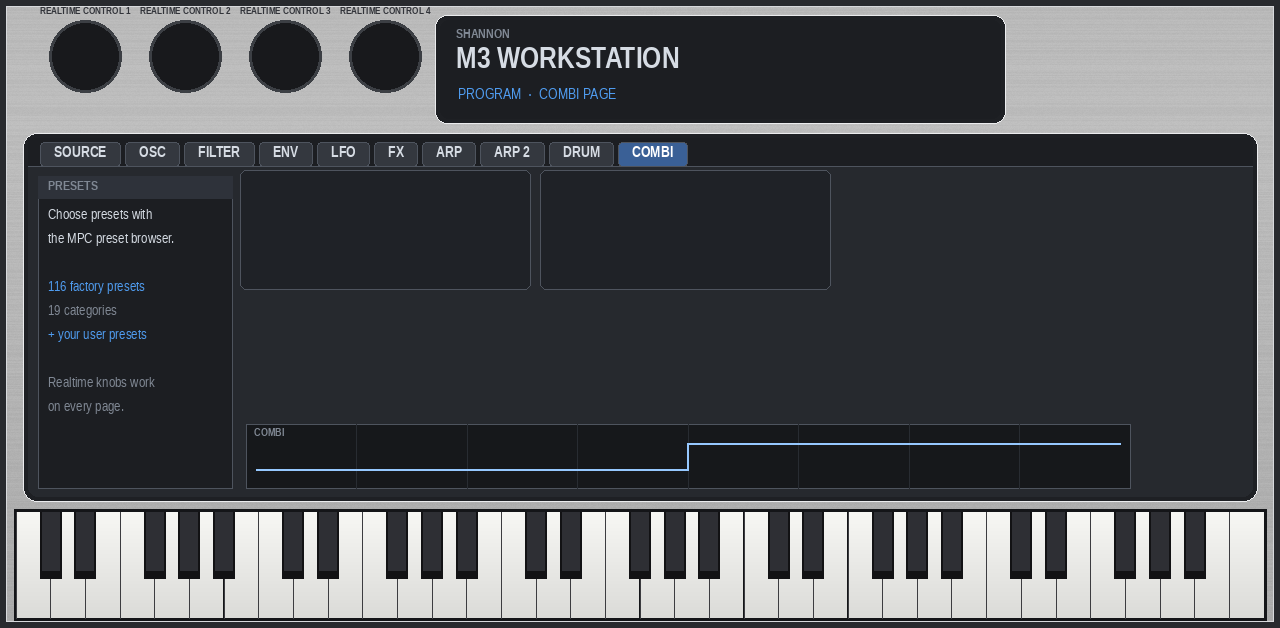 REALTIME CONTROL 1 REALTIME CONTROL 2 REALTIME CONTROL 3 REALTIME CONTROL 4
SHANNON
M3 WORKSTATION
PROGRAM · COMBI PAGE
SOURCE OSC FILTER ENV LFO FX ARP ARP 2 DRUM COMBI
PRESETS
Choose presets with
the MPC preset browser.
116 factory presets
19 categories
+ your user presets
Realtime knobs work
on every page.
COMBI